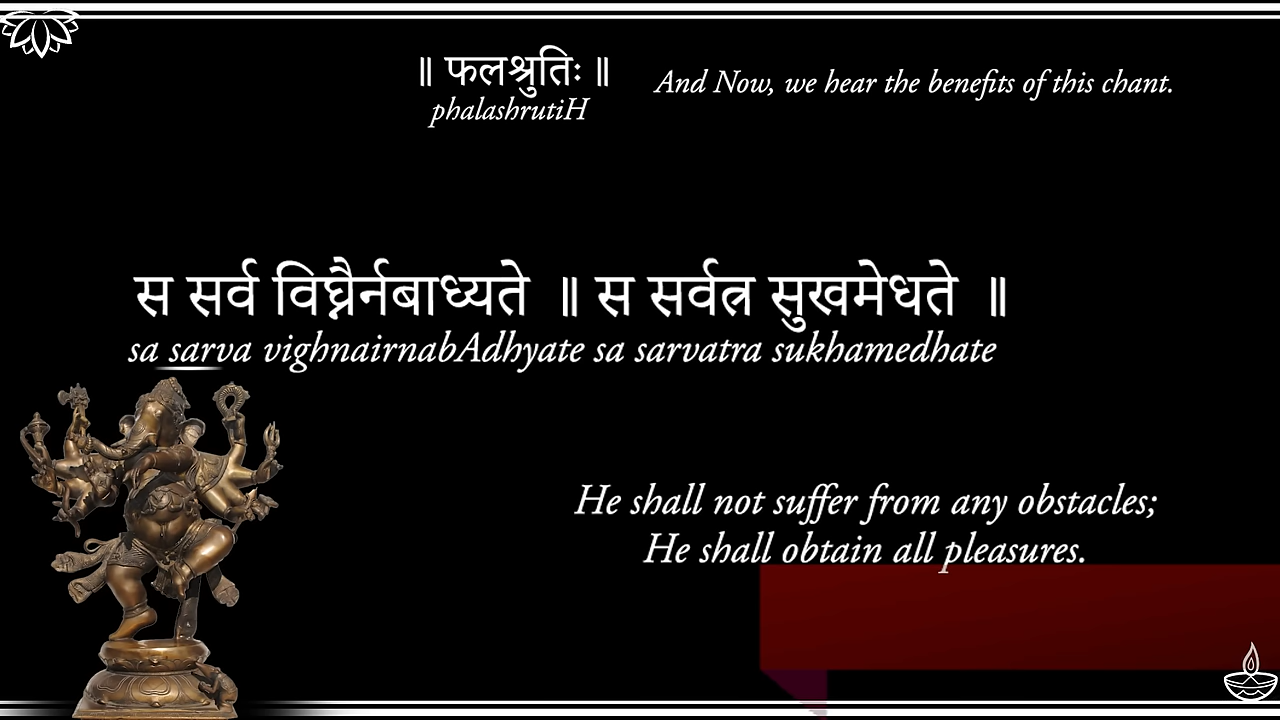 ॥ फलश्रुतिः ॥
And Now, we hear the benefits of this chant.
phalashrutiH
स सर्व विघ्नैर्नबाध्यते ॥ स सर्वत्र सुखमेधते ॥
sa sarva vighnairnabAdhyate sa sarvatra sukhamedhate
He shall not suffer from any obstacles;
He shall obtain all pleasures.